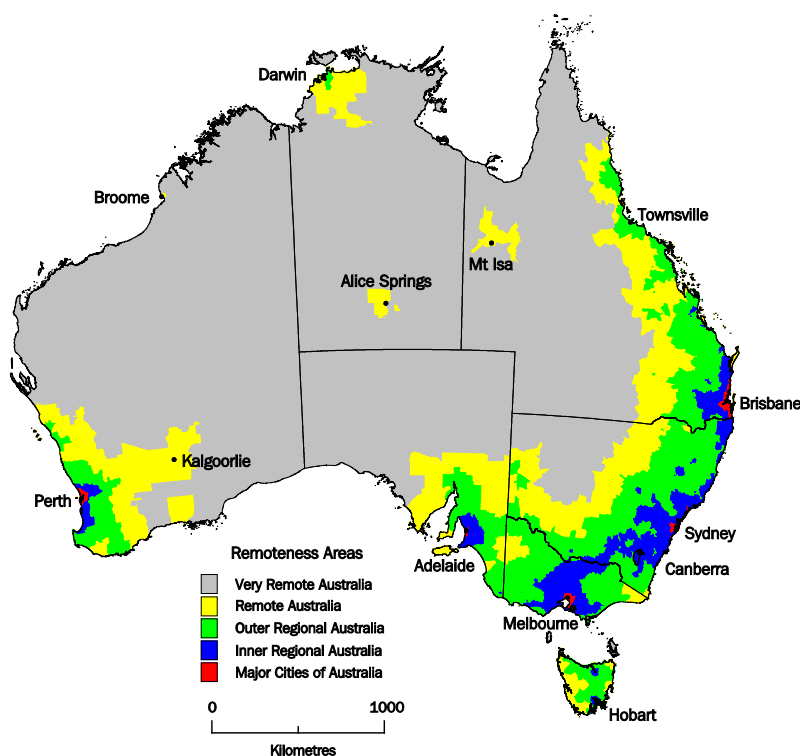 Darwin
Broome
Townsville
Mt Isa
Alice Springs
Brisbane
Kalgoorlie
Perth
Sydney
Adelaide
Canberra
Melbourne
Hobart
Remoteness Areas
Very Remote Australia
Remote Australia
Outer Regional Australia
Inner Regional Australia
Major Cities of Australia
0 1000
Kilometres